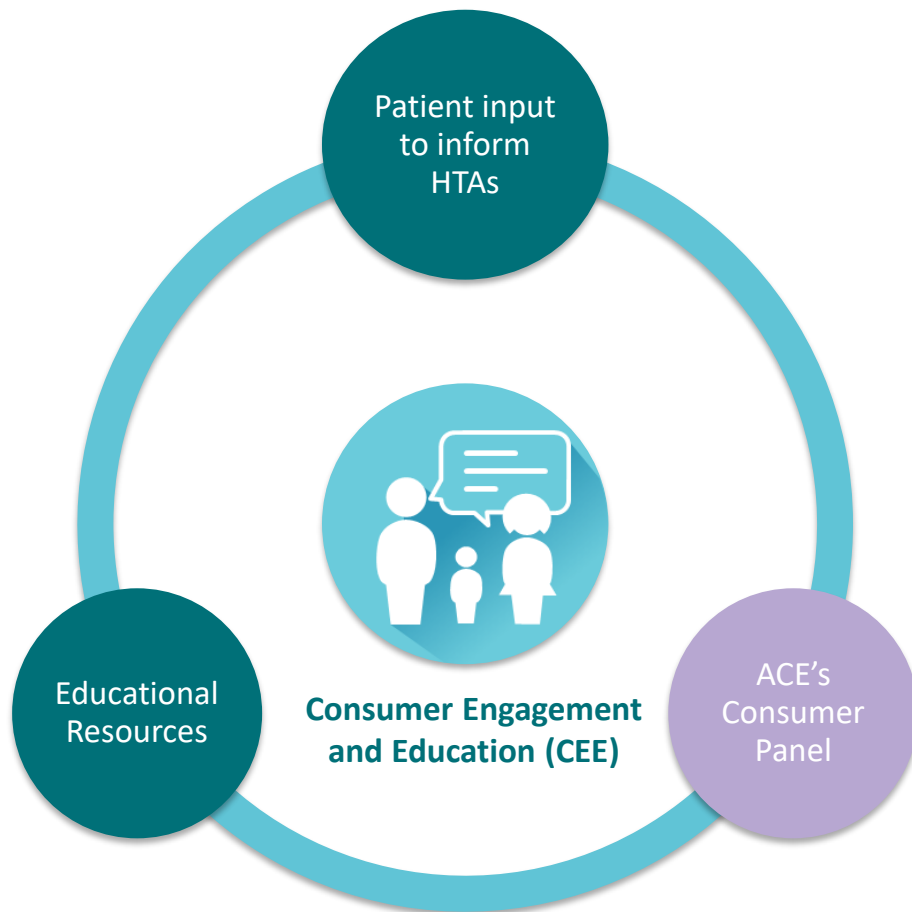 Patient input
to inform
HTAs
Educational
Resources
Consumer Engagement
and Education (CEE)
ACE’s
Consumer
Panel